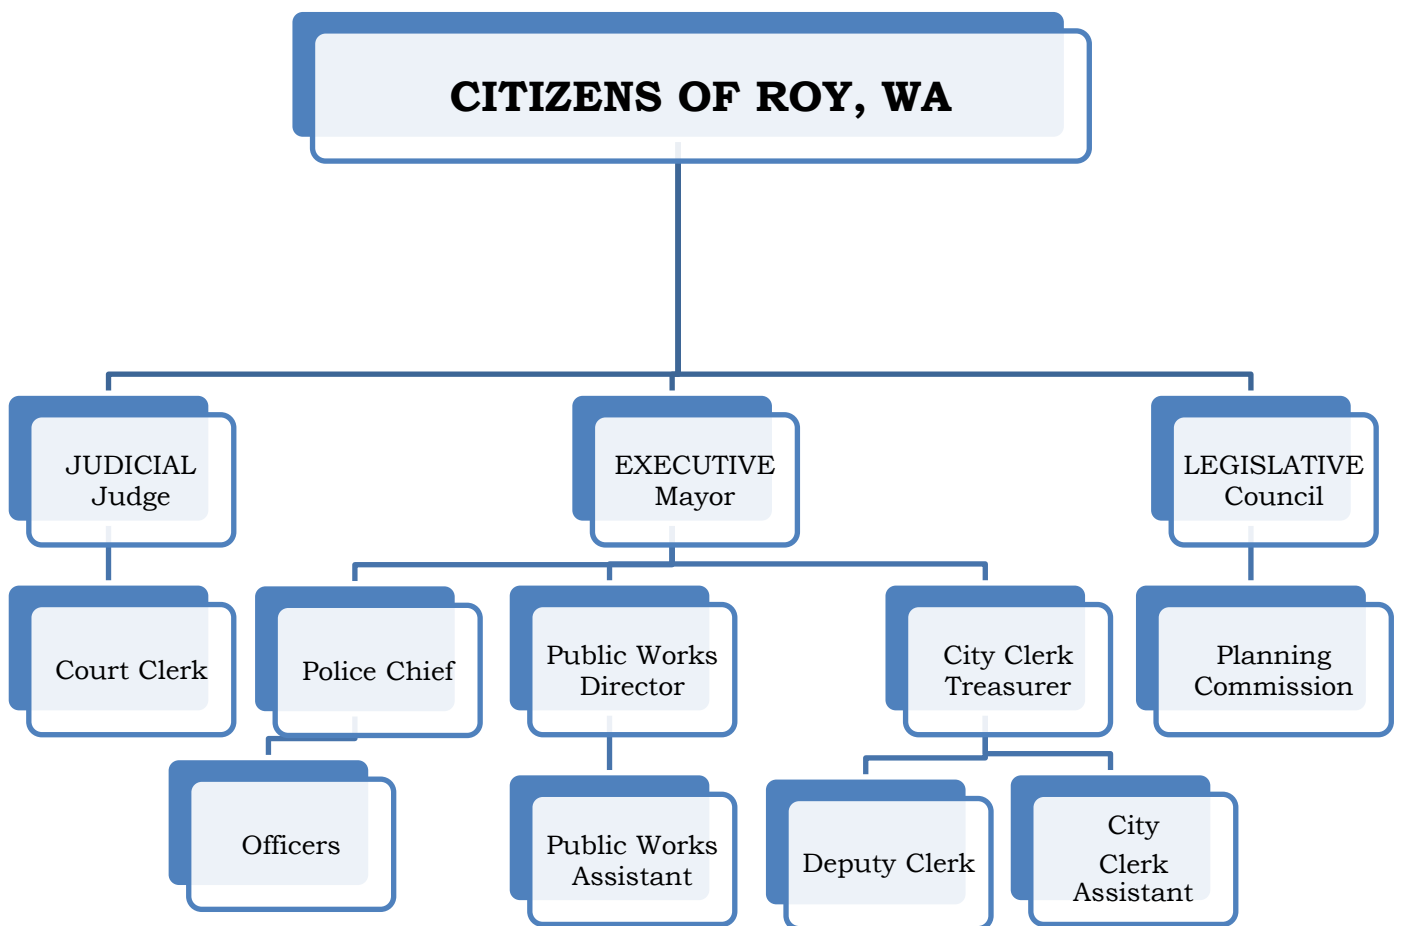 CITIZENS OF ROY, WA
JUDICIAL
Judge
EXECUTIVE
Mayor
LEGISLATIVE
Council
Court Clerk
Police Chief
Public Works
Director
City Clerk
Treasurer
Planning
Commission
Officers
Public Works
Assistant
Deputy Clerk
City
Clerk
Assistant